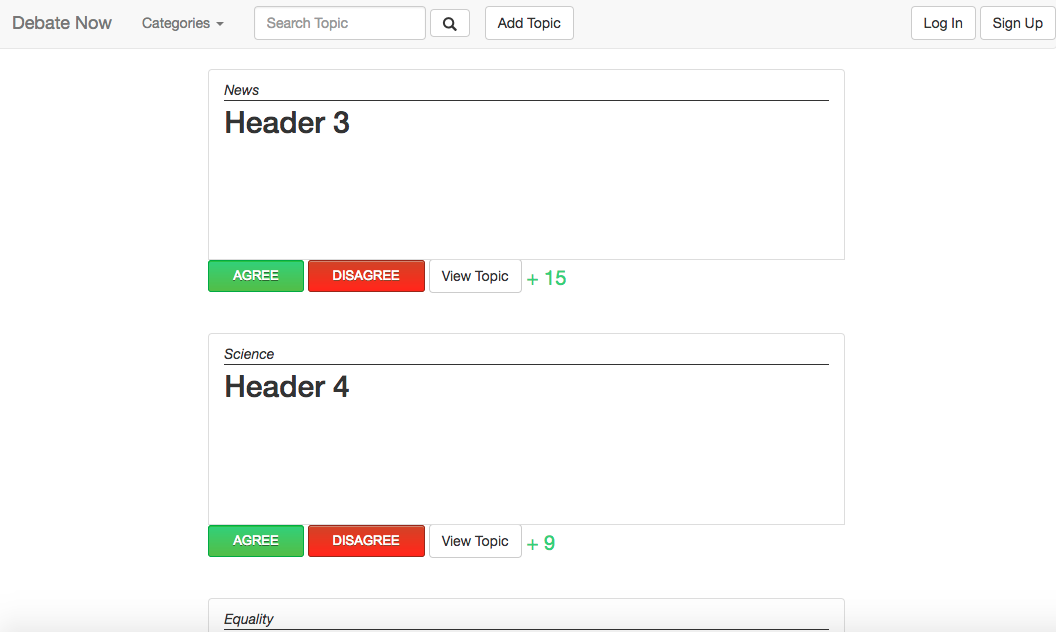 Debate Now Categories Search Topic Add Topic Log In Sign Up
News
Header 3
AGREE DISAGREE View Topic + 15
Science
Header 4
AGREE DISAGREE View Topic + 9
Equality